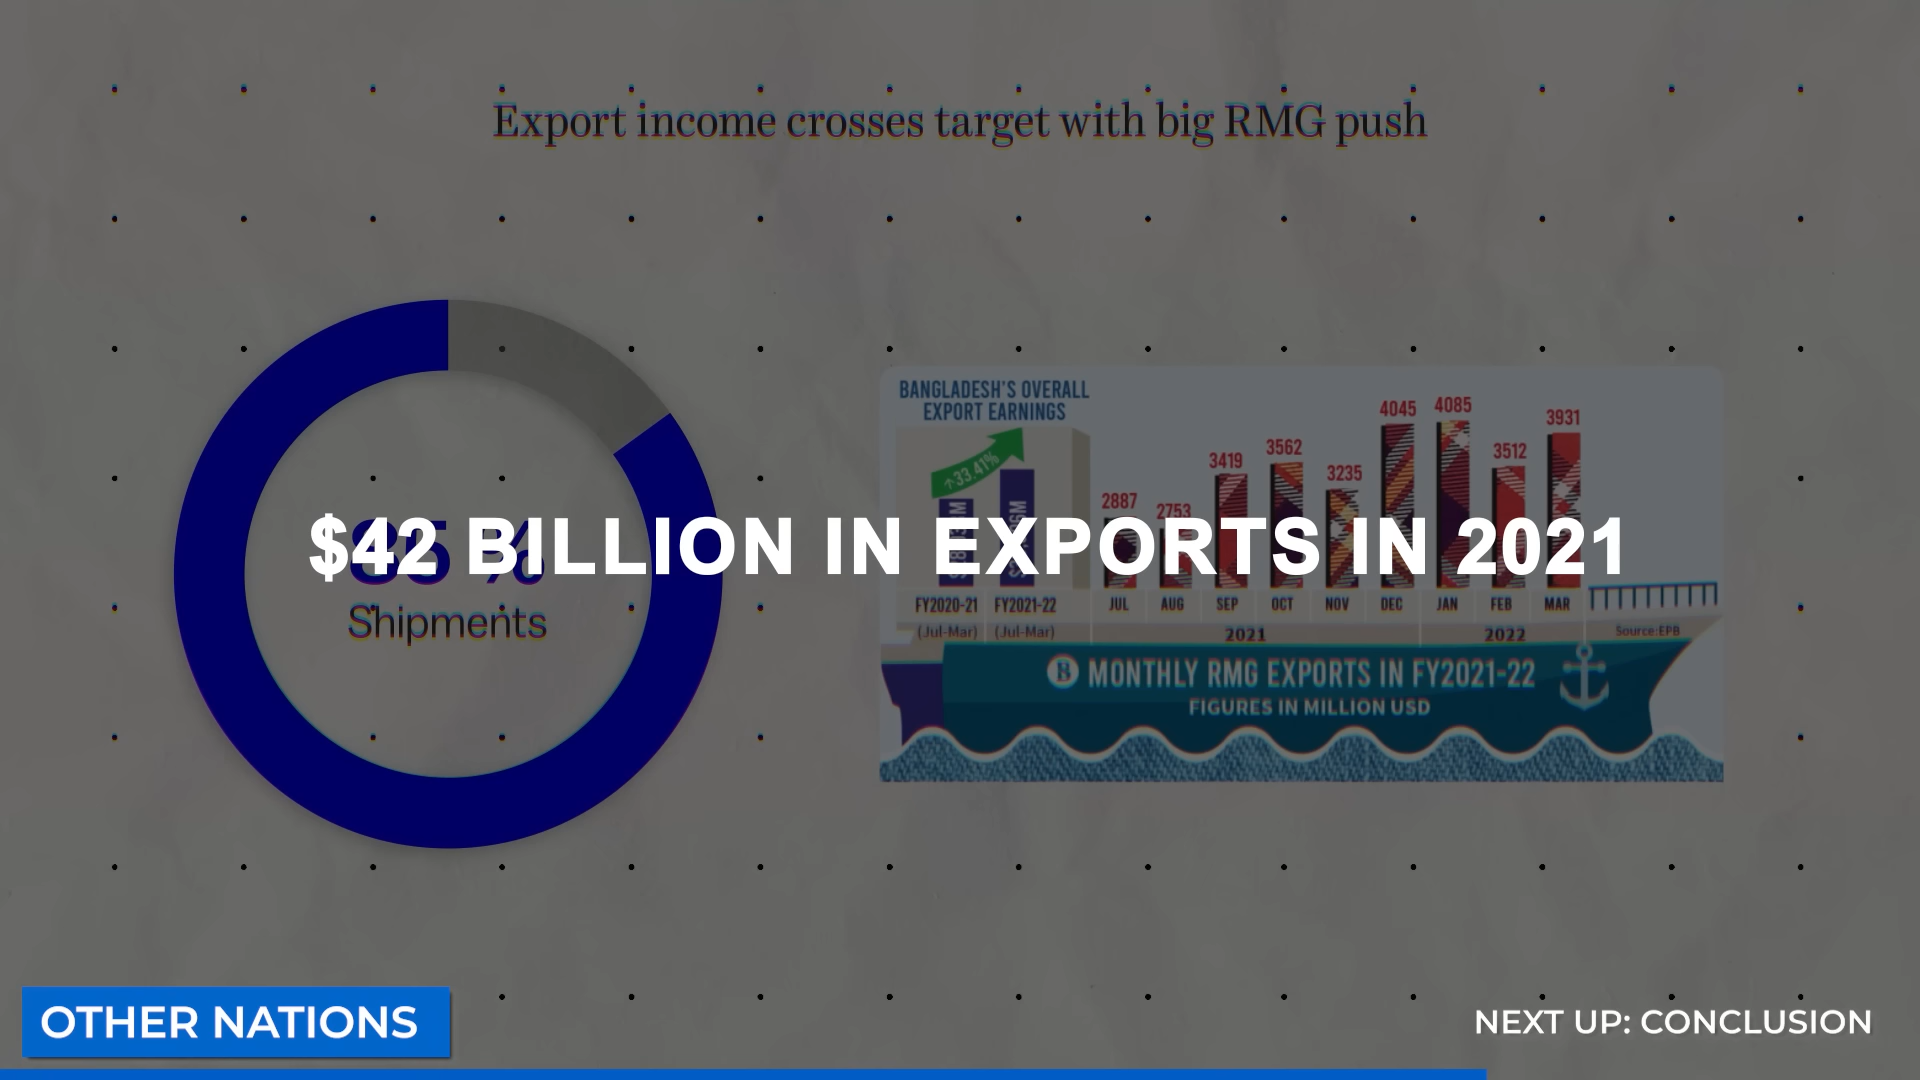 Export income crosses target with big RMG push
BANGLADESH'S OVERALL
EXPORT EARNINGS
↑33.41%
4045
4085
3931
3562
3512
3419
3235
2887
2753
$42 BILLION IN EXPORTS IN 2021
85 %
Shipments
FY2020-21
FY2021-22
JUL
AUG
SEP
OCT
NOV
DEC
JAN
FEB
MAR
(Jul-Mar)
(Jul-Mar)
2021
2022
Source:EPB
B
MONTHLY RMG EXPORTS IN FY2021-22
FIGURES IN MILLION USD
OTHER NATIONS
NEXT UP: CONCLUSION